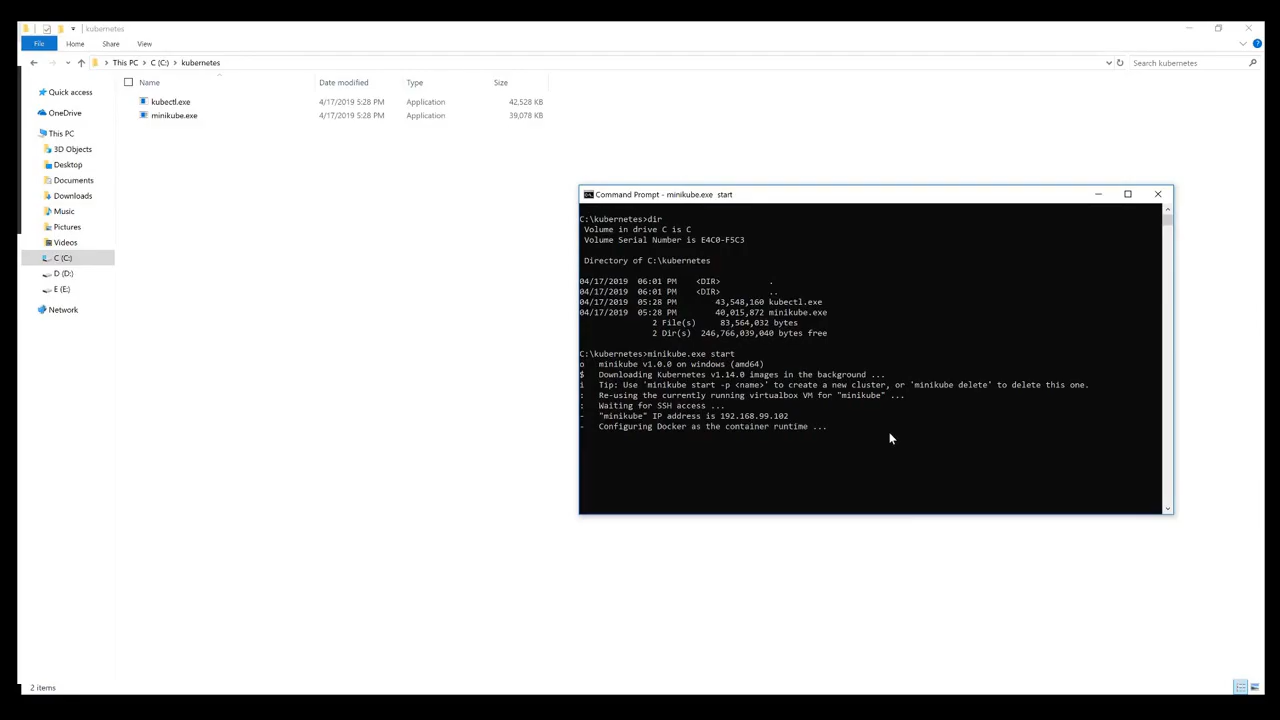 kubernetes
File Home Share View
This PC C (C:) kubernetes Search kubernetes
Name Date modified Type Size
kubectl.exe 4/17/2019 5:28 PM Application 42,528 KB
minikube.exe 4/17/2019 5:28 PM Application 39,078 KB
Quick access
OneDrive
This PC
3D Objects
Desktop
Documents
Downloads
Music
Pictures
Videos
C (C:)
D (D:)
E (E:)
Network
Command Prompt - minikube.exe  start
C:\kubernetes>dir
Volume in drive C is C
Volume Serial Number is E4C0-F5C3
Directory of C:\kubernetes
04/17/2019  06:01 PM    <DIR>          .
04/17/2019  06:01 PM    <DIR>          ..
04/17/2019  05:28 PM        43,548,160 kubectl.exe
04/17/2019  05:28 PM        40,015,872 minikube.exe
2 File(s)     83,564,032 bytes
2 Dir(s)  246,766,039,040 bytes free
C:\kubernetes>minikube.exe start
o   minikube v1.0.0 on windows (amd64)
$   Downloading Kubernetes v1.14.0 images in the background ...
i   Tip: Use 'minikube start -p <name>' to create a new cluster, or 'minikube delete' to delete this one.
:   Re-using the currently running virtualbox VM for "minikube" ...
:   Waiting for SSH access ...
-   "minikube" IP address is 192.168.99.102
-   Configuring Docker as the container runtime ...
2 items